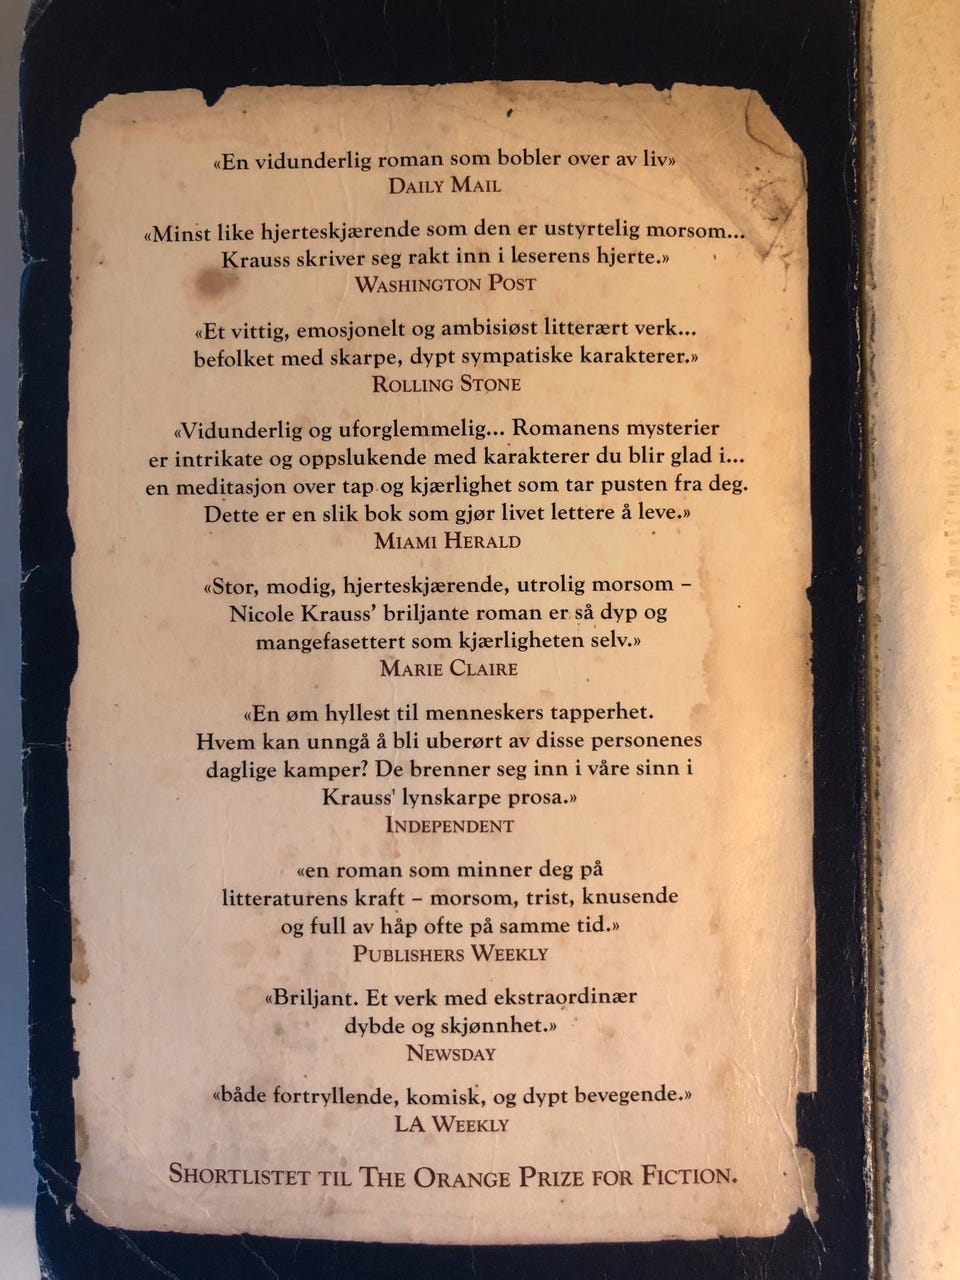 «En vidunderlig roman som bobler over av liv»
Daily Mail
«Minst like hjerteskjærende som den er ustyrtelig morsom...
Krauss skriver seg rakt inn i leserens hjerte.»
Washington Post
«Et vittig, emosjonelt og ambisiøst litterært verk...
befolket med skarpe, dypt sympatiske karakterer.»
Rolling Stone
«Vidunderlig og uforglemmelig... Romanens mysterier
er intrikate og oppslukende med karakterer du blir glad i...
en meditasjon over tap og kjærlighet som tar pusten fra deg.
Dette er en slik bok som gjør livet lettere å leve.»
Miami Herald
«Stor, modig, hjerteskjærende, utrolig morsom –
Nicole Krauss’ briljante roman er så dyp og
mangefasettert som kjærligheten selv.»
Marie Claire
«En øm hyllest til menneskers tapperhet.
Hvem kan unngå å bli uberørt av disse personenes
daglige kamper? De brenner seg inn i våre sinn i
Krauss' lynskarpe prosa.»
Independent
«en roman som minner deg på
litteraturens kraft – morsom, trist, knusende
og full av håp ofte på samme tid.»
Publishers Weekly
«Briljant. Et verk med ekstraordinær
dybde og skjønnhet.»
Newsday
«både fortryllende, komisk, og dypt bevegende.»
LA Weekly
Shortlistet til The Orange Prize for Fiction.